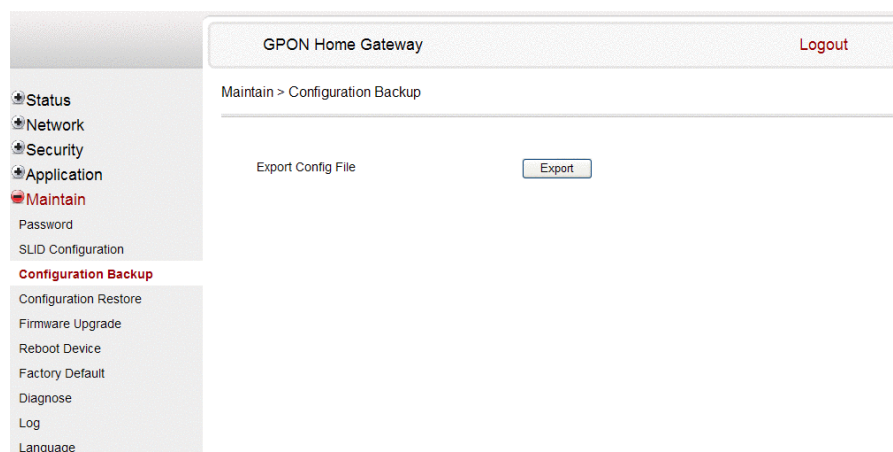 GPON Home Gateway
Logout
Maintain > Configuration Backup
Status
Network
Security
Application
Maintain
Password
SLID Configuration
Configuration Backup
Configuration Restore
Firmware Upgrade
Reboot Device
Factory Default
Diagnose
Log
Language
Export Config File
Export